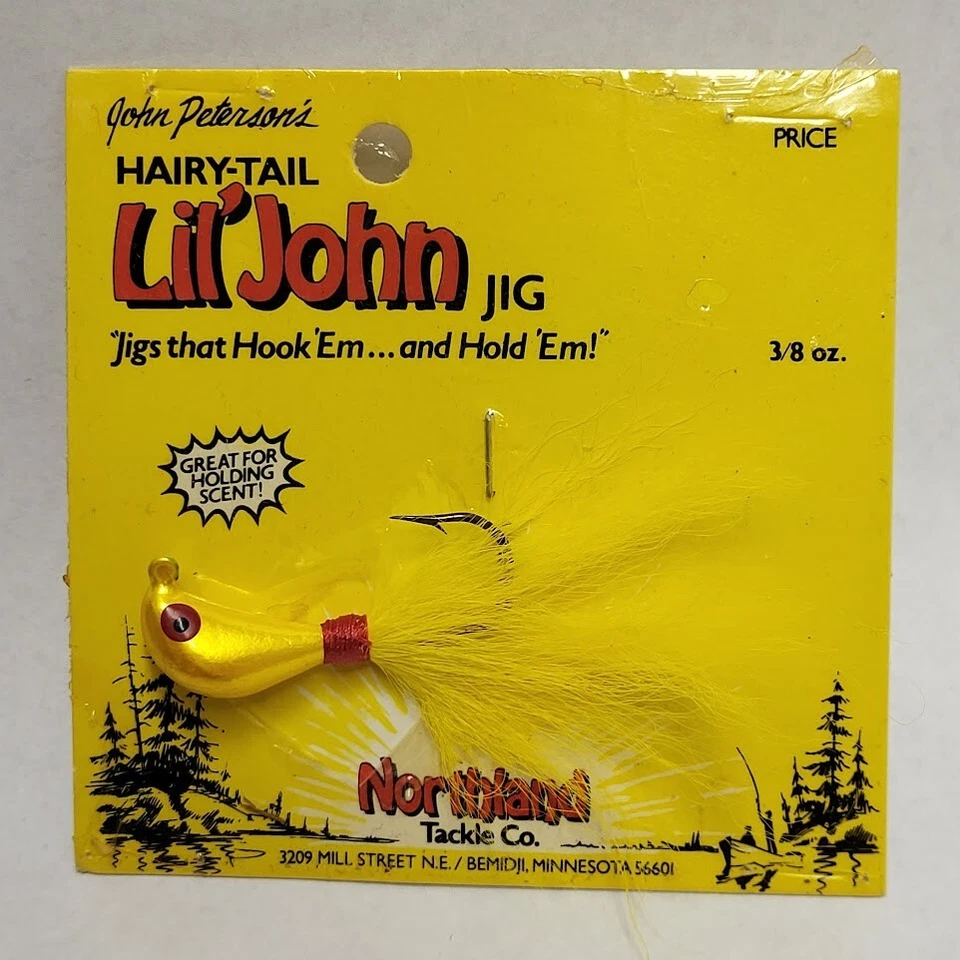 John Peterson's
PRICE
HAIRY-TAIL
Lil' John JIG
"Jigs that Hook 'Em...and Hold 'Em!"
3/8 oz.
GREAT FOR
HOLDING
SCENT!
Northland
Tackle Co.
3209 MILL STREET N.E. / BEMIDJI, MINNESOTA 56601